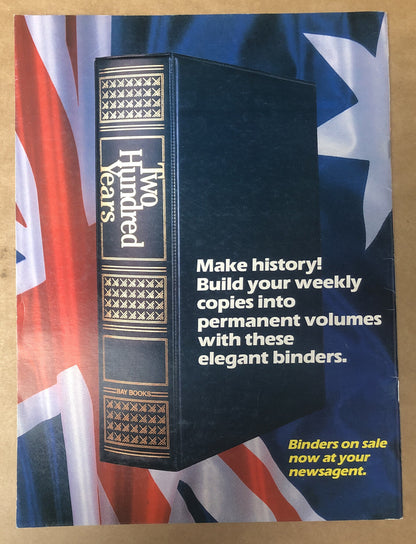 Two
Hundred
Years
BAY BOOKS
Make history!
Build your weekly
copies into
permanent volumes
with these
elegant binders.
Binders on sale
now at your
newsagent.